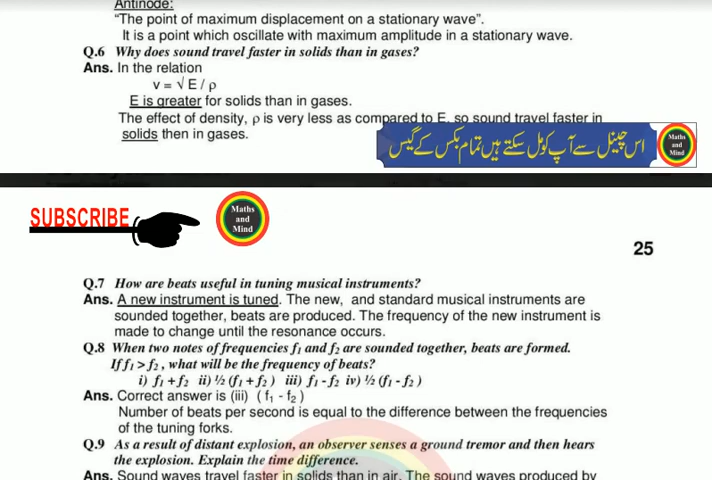 Antinode:
“The point of maximum displacement on a stationary wave”.
It is a point which oscillate with maximum amplitude in a stationary wave.
Q.6 Why does sound travel faster in solids than in gases?
Ans. In the relation
v = √ E / ρ
E is greater for solids than in gases.
The effect of density, ρ is very less as compared to E, so sound travel faster in
solids then in gases.
اس چینل سے آپ کو مل سکتے ہیں تمام بکس کے گیس
Maths
and
Mind
SUBSCRIBE
Maths
and
Mind
25
Q.7 How are beats useful in tuning musical instruments?
Ans. A new instrument is tuned. The new, and standard musical instruments are
sounded together, beats are produced. The frequency of the new instrument is
made to change until the resonance occurs.
Q.8 When two notes of frequencies f₁ and f₂ are sounded together, beats are formed.
If f₁ > f₂ , what will be the frequency of beats?
i) f₁ + f₂ ii) ½ (f₁ + f₂ ) iii) f₁ - f₂ iv) ½ (f₁ - f₂ )
Ans. Correct answer is (iii) ( f₁ - f₂ )
Number of beats per second is equal to the difference between the frequencies
of the tuning forks.
Q.9 As a result of distant explosion, an observer senses a ground tremor and then hears
the explosion. Explain the time difference.
Ans. Sound waves travel faster in solids than in air. The sound waves produced by